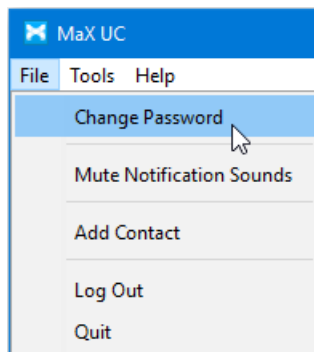 MaX UC
File Tools Help
Change Password
Mute Notification Sounds
Add Contact
Log Out
Quit